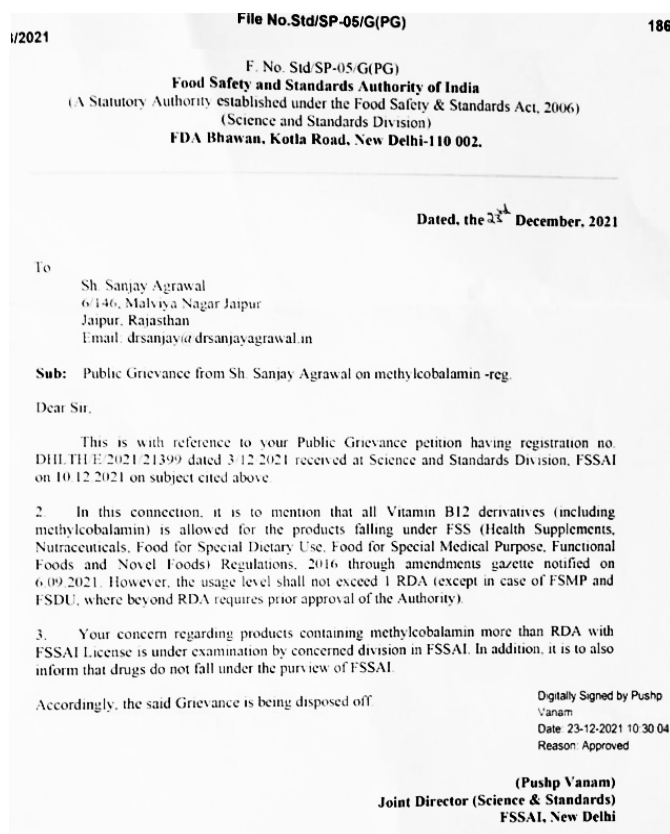 File No.Std/SP-05/G(PG)
186
/2021
F. No. Std/SP-05/G(PG)
Food Safety and Standards Authority of India
(A Statutory Authority established under the Food Safety & Standards Act, 2006)
(Science and Standards Division)
FDA Bhawan, Kotla Road, New Delhi-110 002.
Dated, the 23rd December, 2021
To
Sh. Sanjay Agrawal
6/146, Malviya Nagar Jaipur
Jaipur, Rajasthan
Email: drsanjay@drsanjayagrawal.in
Sub: Public Grievance from Sh. Sanjay Agrawal on methylcobalamin -reg.
Dear Sir,
This is with reference to your Public Grievance petition having registration no.
DHLTH/E/2021/21399 dated 3/12/2021 received at Science and Standards Division, FSSAI
on 10.12.2021 on subject cited above.
2. In this connection, it is to mention that all Vitamin B12 derivatives (including
methylcobalamin) is allowed for the products falling under FSS (Health Supplements,
Nutraceuticals, Food for Special Dietary Use, Food for Special Medical Purpose, Functional
Foods and Novel Foods) Regulations, 2016 through amendments gazette notified on
6.09.2021. However, the usage level shall not exceed 1 RDA (except in case of FSMP and
FSDU, where beyond RDA requires prior approval of the Authority).
3. Your concern regarding products containing methylcobalamin more than RDA with
FSSAI License is under examination by concerned division in FSSAI. In addition, it is to also
inform that drugs do not fall under the purview of FSSAI.
Accordingly, the said Grievance is being disposed off.
Digitally Signed by Pushp
Vanam
Date: 23-12-2021 10:30:04
Reason: Approved
(Pushp Vanam)
Joint Director (Science & Standards)
FSSAI, New Delhi